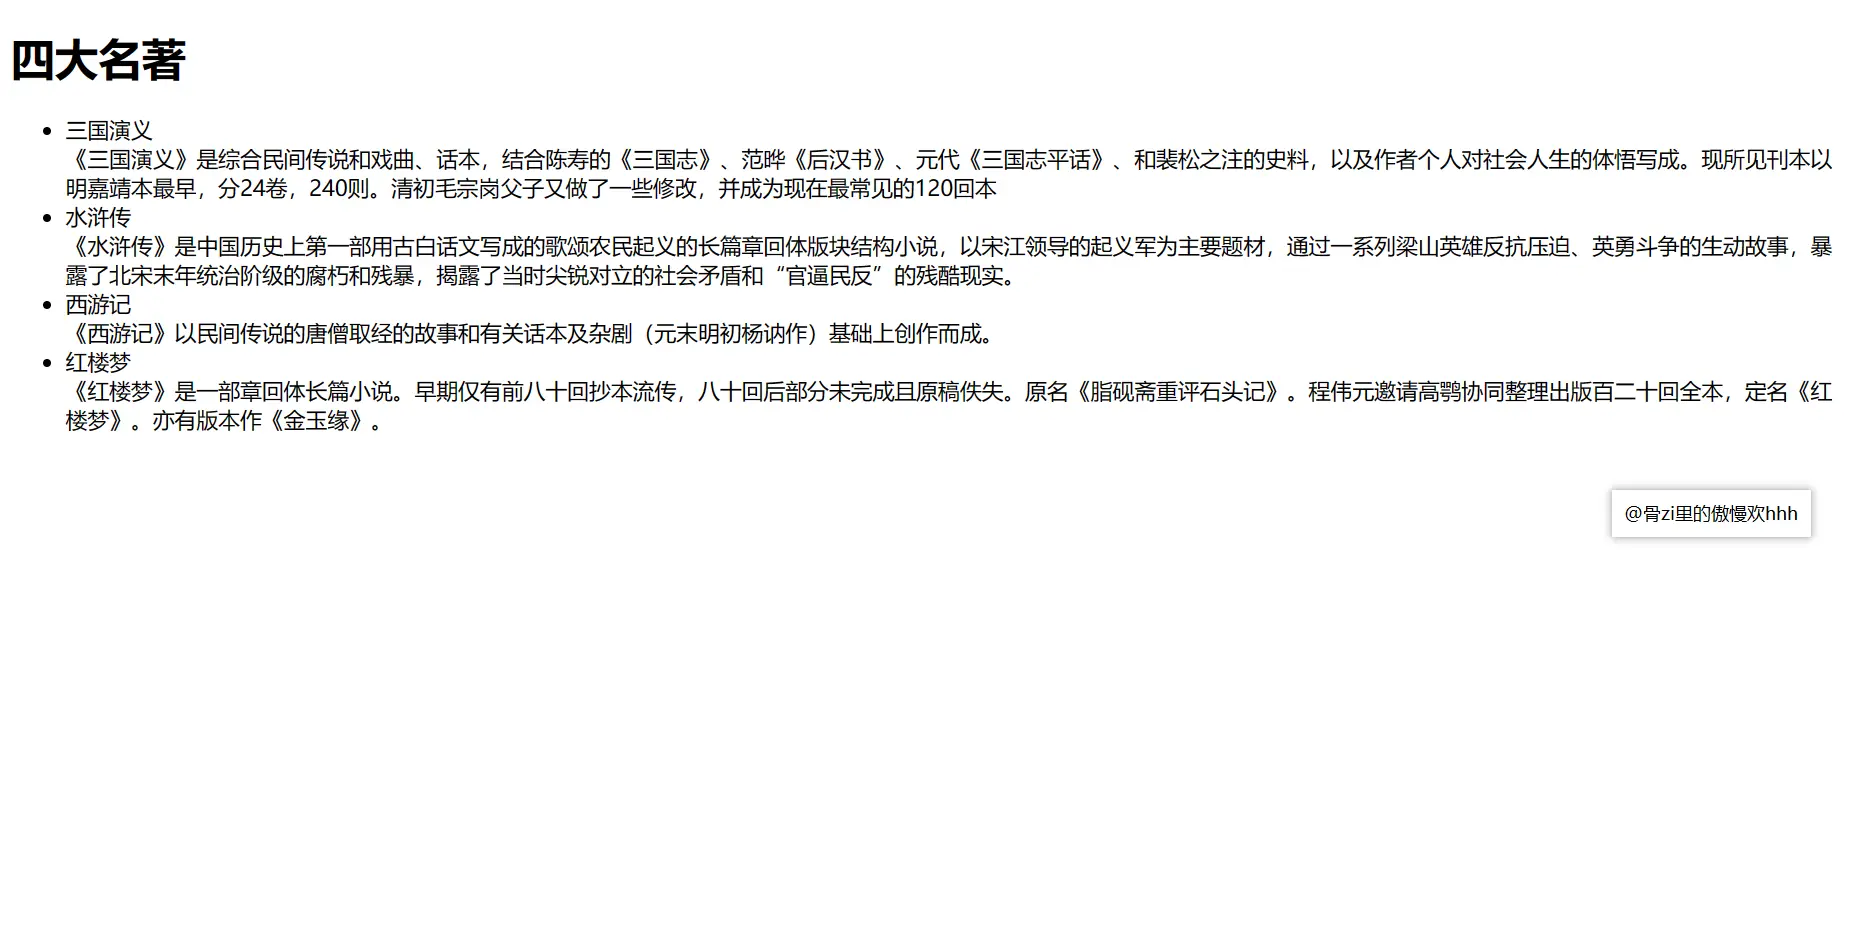 四大名著
三国演义
《三国演义》是综合民间传说和戏曲、话本，结合陈寿的《三国志》、范晔《后汉书》、元代《三国志平话》、和裴松之注的史料，以及作者个人对社会人生的体悟写成。现所见刊本以
明嘉靖本最早，分24卷，240则。清初毛宗岗父子又做了一些修改，并成为现在最常见的120回本
水浒传
《水浒传》是中国历史上第一部用古白话文写成的歌颂农民起义的长篇章回体版块结构小说，以宋江领导的起义军为主要题材，通过一系列梁山英雄反抗压迫、英勇斗争的生动故事，暴
露了北宋末年统治阶级的腐朽和残暴，揭露了当时尖锐对立的社会矛盾和“官逼民反”的残酷现实。
西游记
《西游记》以民间传说的唐僧取经的故事和有关话本及杂剧（元末明初杨讷作）基础上创作而成。
红楼梦
《红楼梦》是一部章回体长篇小说。早期仅有前八十回抄本流传，八十回后部分未完成且原稿佚失。原名《脂砚斋重评石头记》。程伟元邀请高鹗协同整理出版百二十回全本，定名《红
楼梦》。亦有版本作《金玉缘》。
@骨zi里的傲慢欢hhh